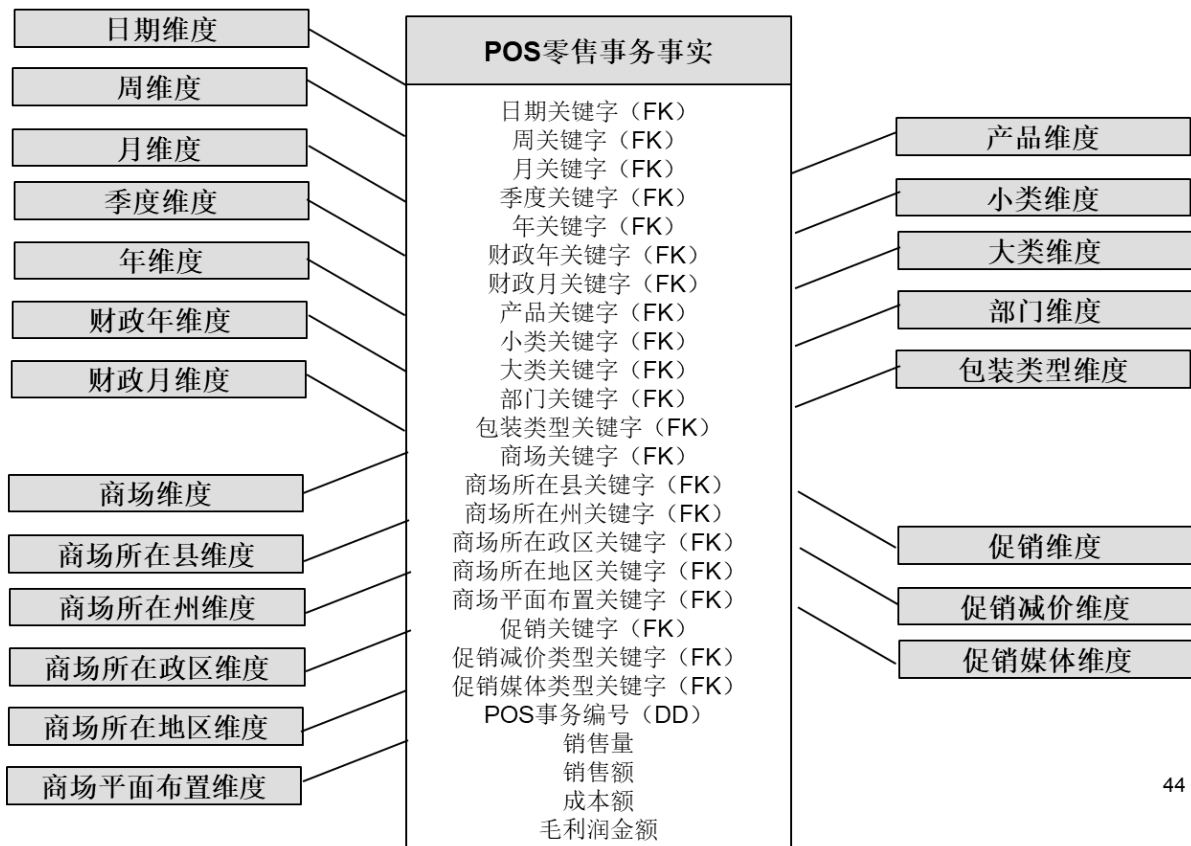 日期维度
周维度
月维度
季度维度
年维度
财政年维度
财政月维度
商场维度
商场所在县维度
商场所在州维度
商场所在政区维度
商场所在地区维度
商场平面布置维度
POS零售事务事实
日期关键字（FK）
周关键字（FK）
月关键字（FK）
季度关键字（FK）
年关键字（FK）
财政年关键字（FK）
财政月关键字（FK）
产品关键字（FK）
小类关键字（FK）
大类关键字（FK）
部门关键字（FK）
包装类型关键字（FK）
商场关键字（FK）
商场所在县关键字（FK）
商场所在州关键字（FK）
商场所在政区关键字（FK）
商场所在地区关键字（FK）
商场平面布置关键字（FK）
促销关键字（FK）
促销减价类型关键字（FK）
促销媒体类型关键字（FK）
POS事务编号（DD）
销售量
销售额
成本额
毛利润金额
产品维度
小类维度
大类维度
部门维度
包装类型维度
促销维度
促销减价维度
促销媒体维度
44